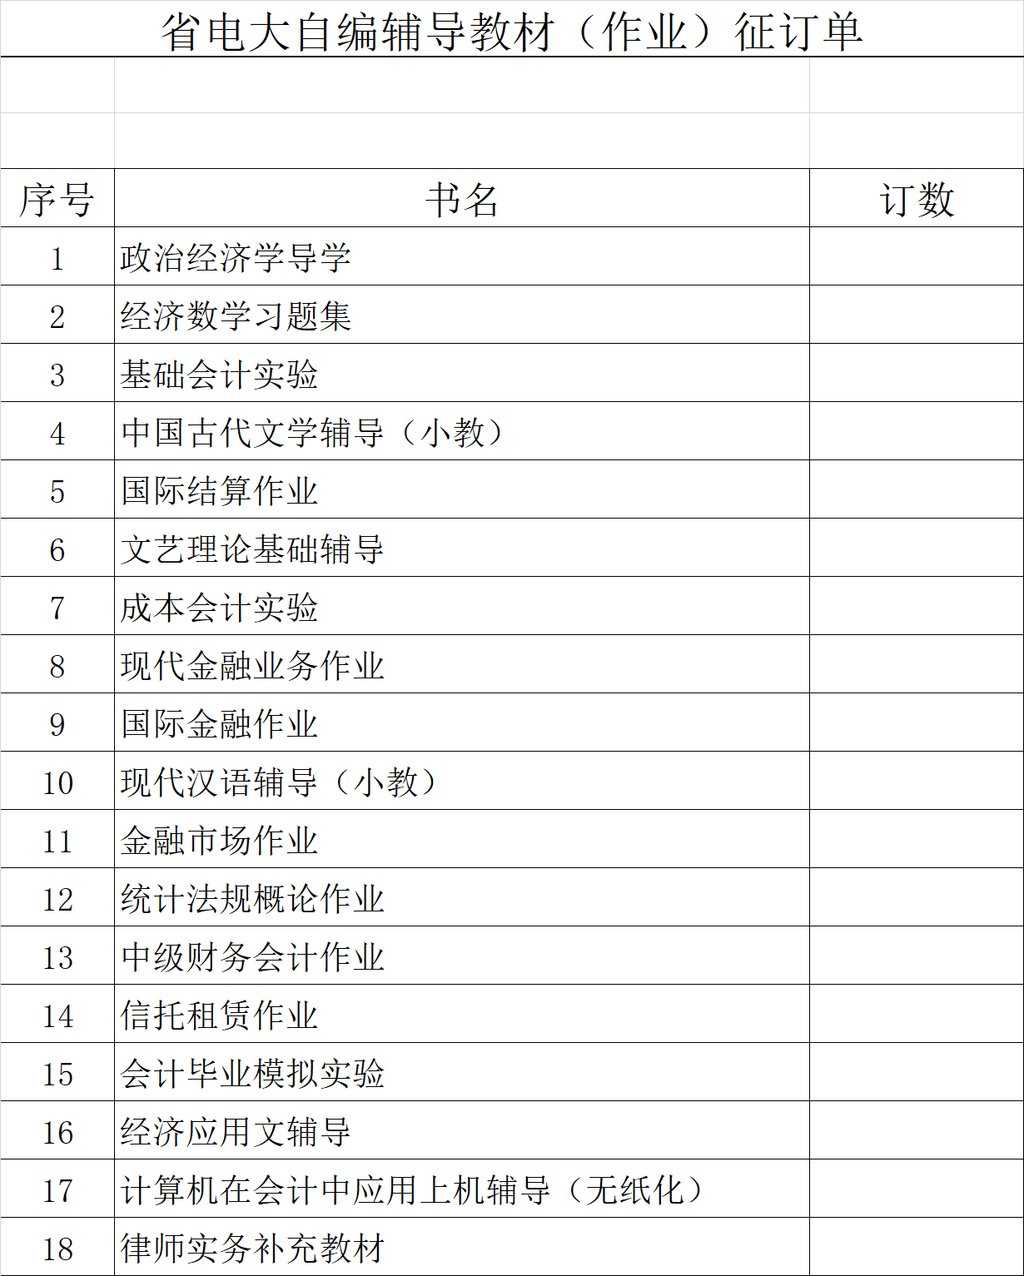 省电大自编辅导教材（作业）征订单
序号 书名 订数
1 政治经济学导学
2 经济数学习题集
3 基础会计实验
4 中国古代文学辅导（小教）
5 国际结算作业
6 文艺理论基础辅导
7 成本会计实验
8 现代金融业务作业
9 国际金融作业
10 现代汉语辅导（小教）
11 金融市场作业
12 统计法规概论作业
13 中级财务会计作业
14 信托租赁作业
15 会计毕业模拟实验
16 经济应用文辅导
17 计算机在会计中应用上机辅导（无纸化）
18 律师实务补充教材